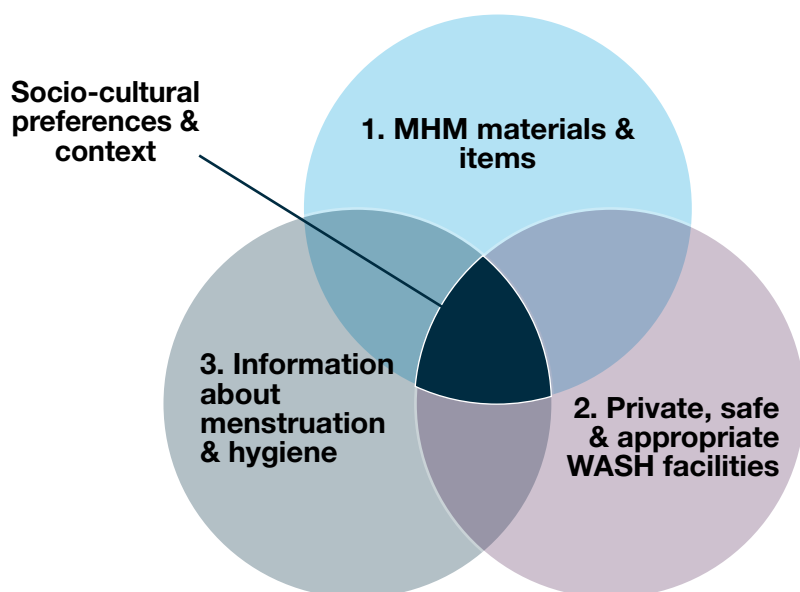 Socio-cultural
preferences &
context
1. MHM materials &
items
3. Information
about
menstruation
& hygiene
2. Private, safe
& appropriate
WASH facilities